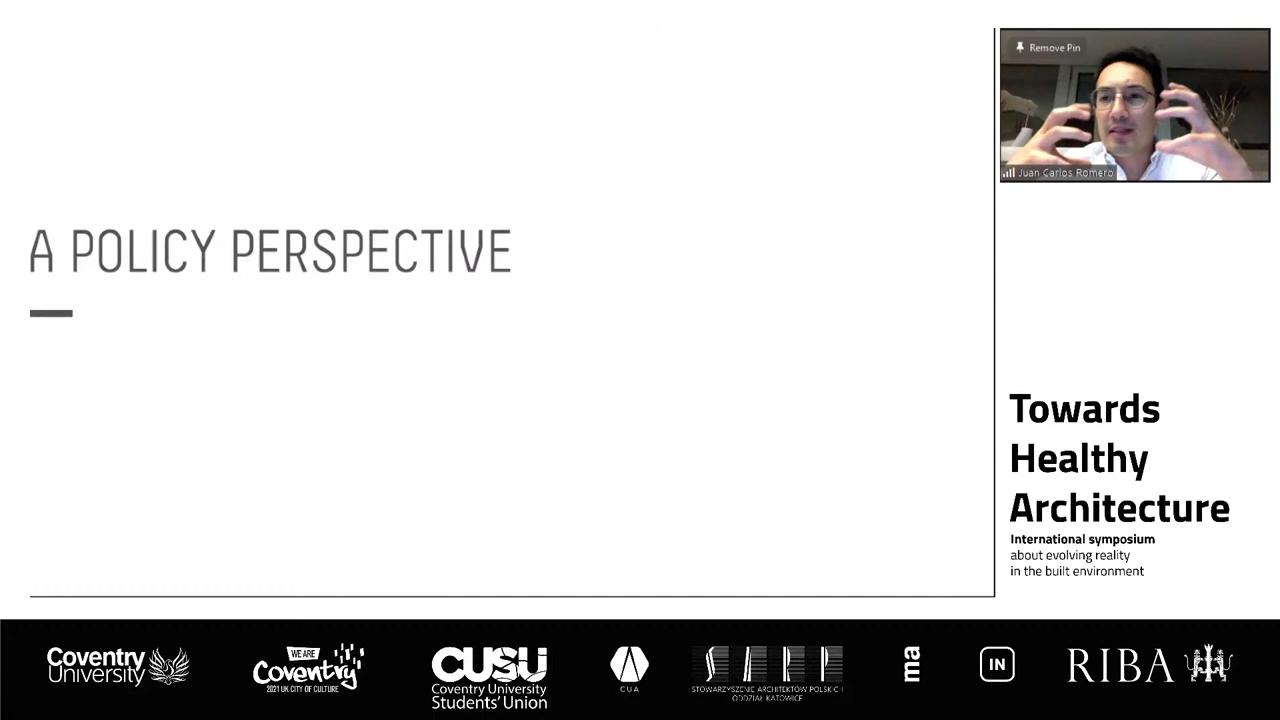 Remove Pin
Juan Carlos Romero
A POLICY PERSPECTIVE
Towards
Healthy
Architecture
International symposium
about evolving reality
in the built environment
Coventry
University
WE ARE
Coventry
2021 UK CITY OF CULTURE
CUSU
Coventry University
Students' Union
CUA
SARP
STOWARZYSZENIE ARCHITEKTÓW POLSKICH
ODDZIAŁ KATOWICE
ma
IN
RIBA